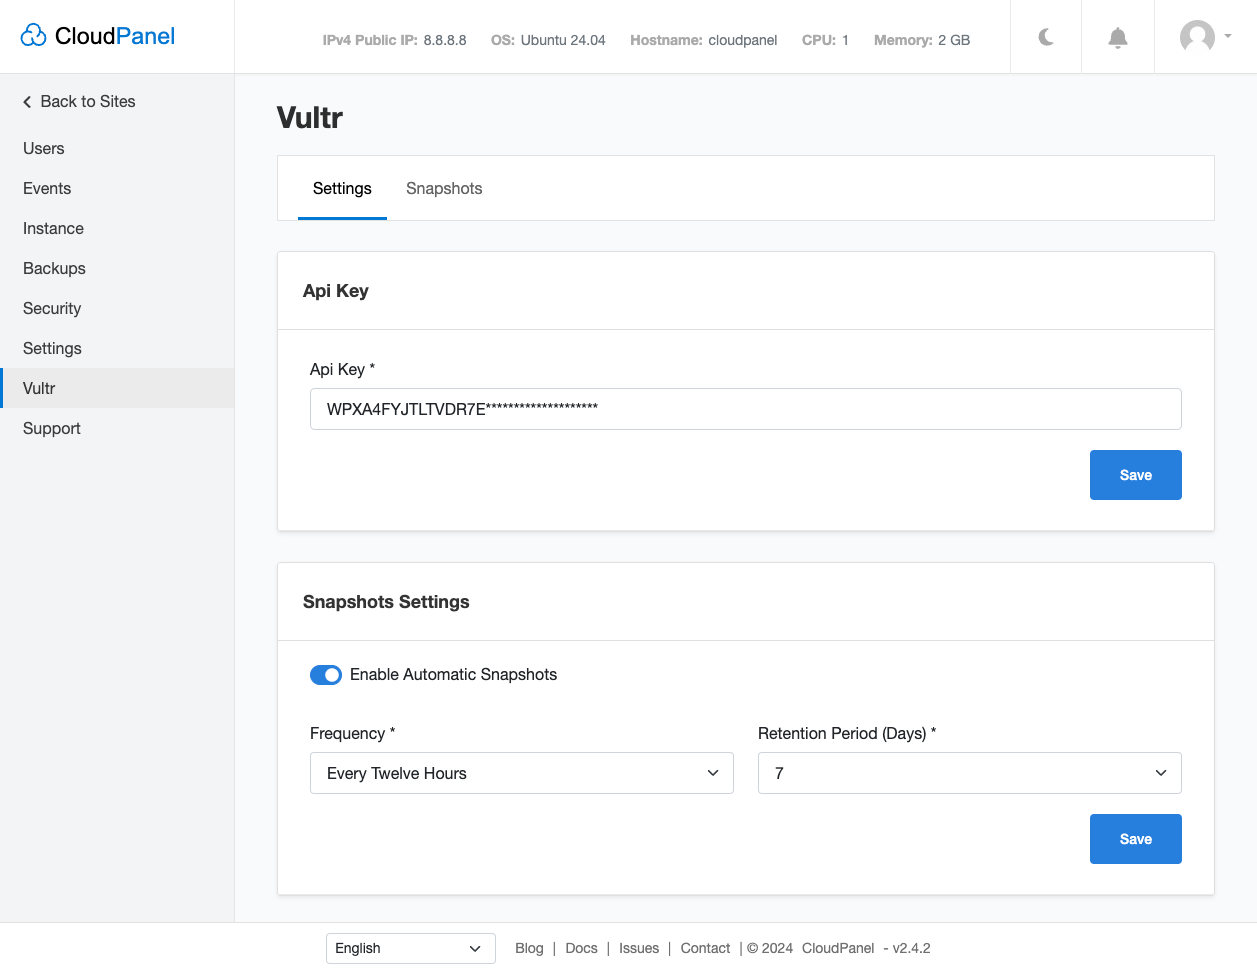 CloudPanel
IPv4 Public IP: 8.8.8.8 OS: Ubuntu 24.04 Hostname: cloudpanel CPU: 1 Memory: 2 GB
Back to Sites
Users
Events
Instance
Backups
Security
Settings
Vultr
Support
Vultr
Settings Snapshots
Api Key
Api Key *
WPXA4FYJTLTVDR7E********************
Save
Snapshots Settings
Enable Automatic Snapshots
Frequency * Retention Period (Days) *
Every Twelve Hours 7
Save
English Blog | Docs | Issues | Contact | © 2024 CloudPanel - v2.4.2